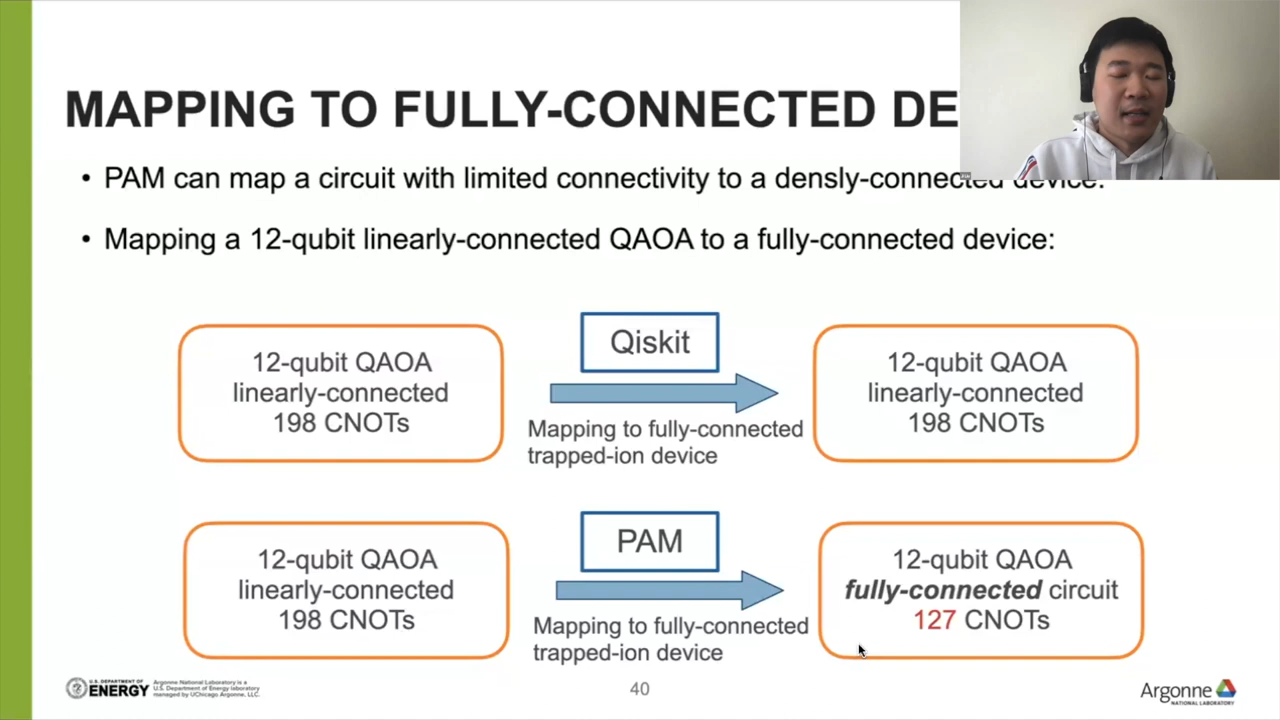 MAPPING TO FULLY-CONNECTED DE
• PAM can map a circuit with limited connectivity to a densly-connected device.
• Mapping a 12-qubit linearly-connected QAOA to a fully-connected device:
12-qubit QAOA
linearly-connected
198 CNOTs
Qiskit
Mapping to fully-connected
trapped-ion device
12-qubit QAOA
linearly-connected
198 CNOTs
12-qubit QAOA
linearly-connected
198 CNOTs
PAM
Mapping to fully-connected
trapped-ion device
12-qubit QAOA
fully-connected circuit
127 CNOTs
U.S. DEPARTMENT OF
ENERGY
Argonne National Laboratory is a
U.S. Department of Energy laboratory
managed by UChicago Argonne, LLC.
40
Argonne
NATIONAL LABORATORY